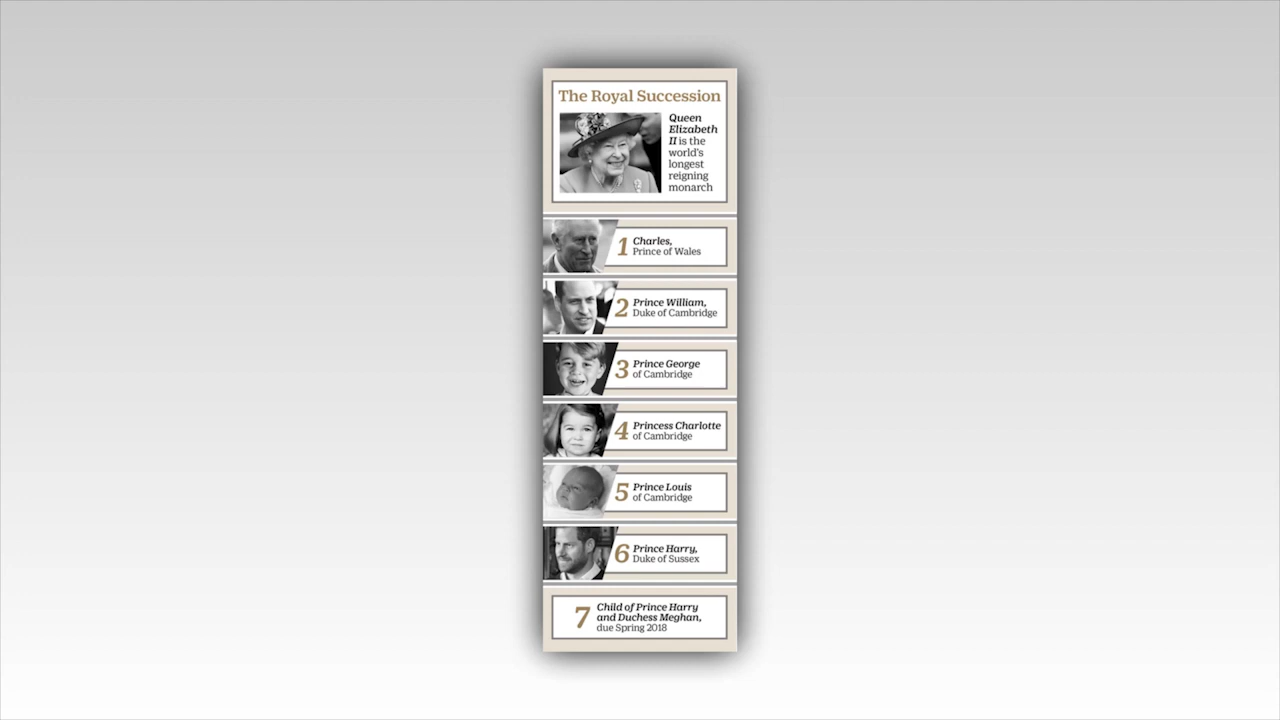 The Royal Succession
Queen
Elizabeth
II is the
world's
longest
reigning
monarch
1 Charles,
Prince of Wales
2 Prince William,
Duke of Cambridge
3 Prince George
of Cambridge
4 Princess Charlotte
of Cambridge
5 Prince Louis
of Cambridge
6 Prince Harry,
Duke of Sussex
7 Child of Prince Harry
and Duchess Meghan,
due Spring 2018